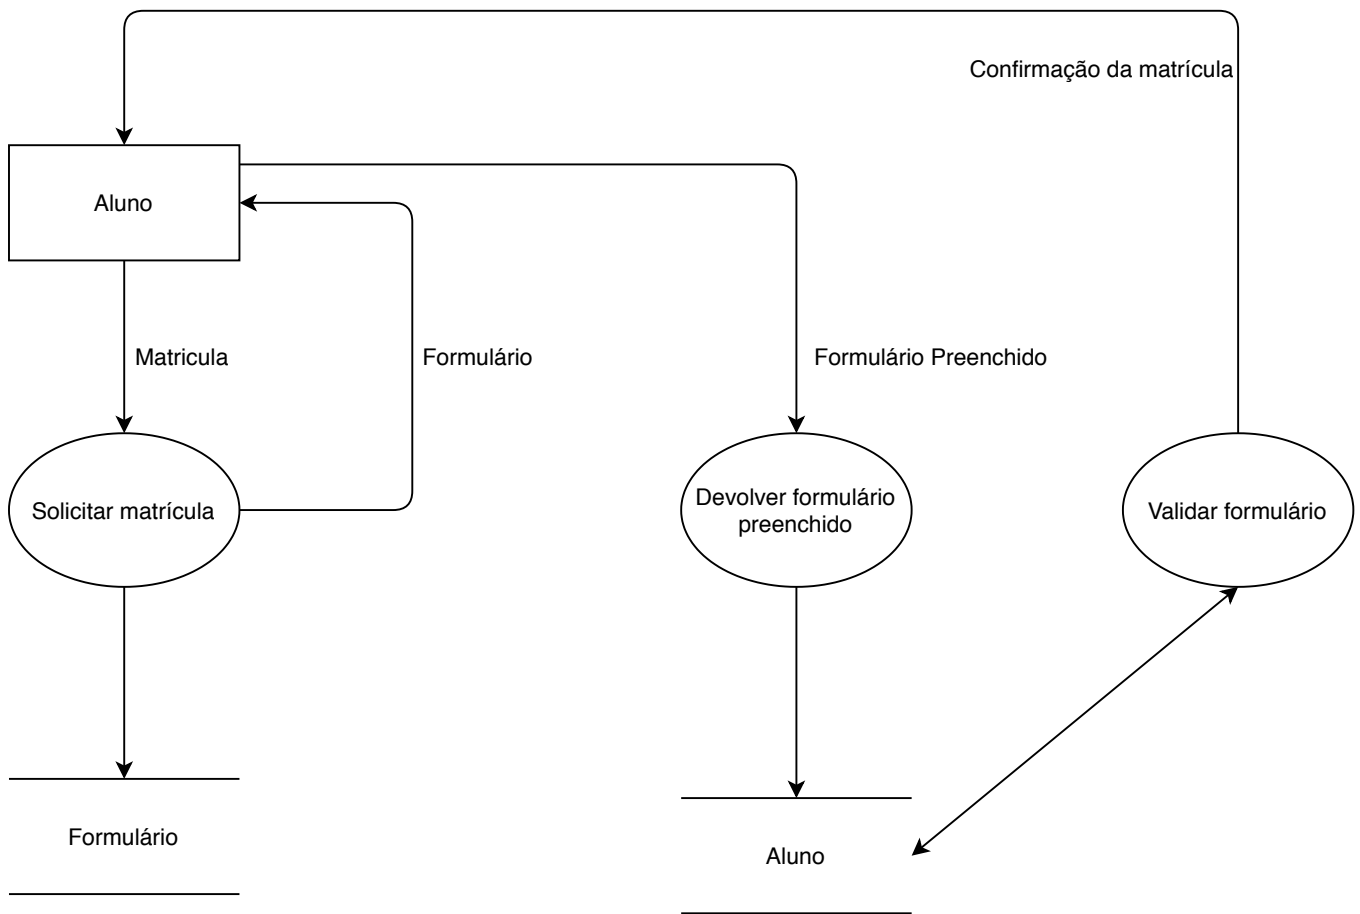 Confirmação da matrícula
Aluno
Matricula
Formulário
Formulário Preenchido
Solicitar matrícula
Devolver formulário
preenchido
Validar formulário
Formulário
Aluno